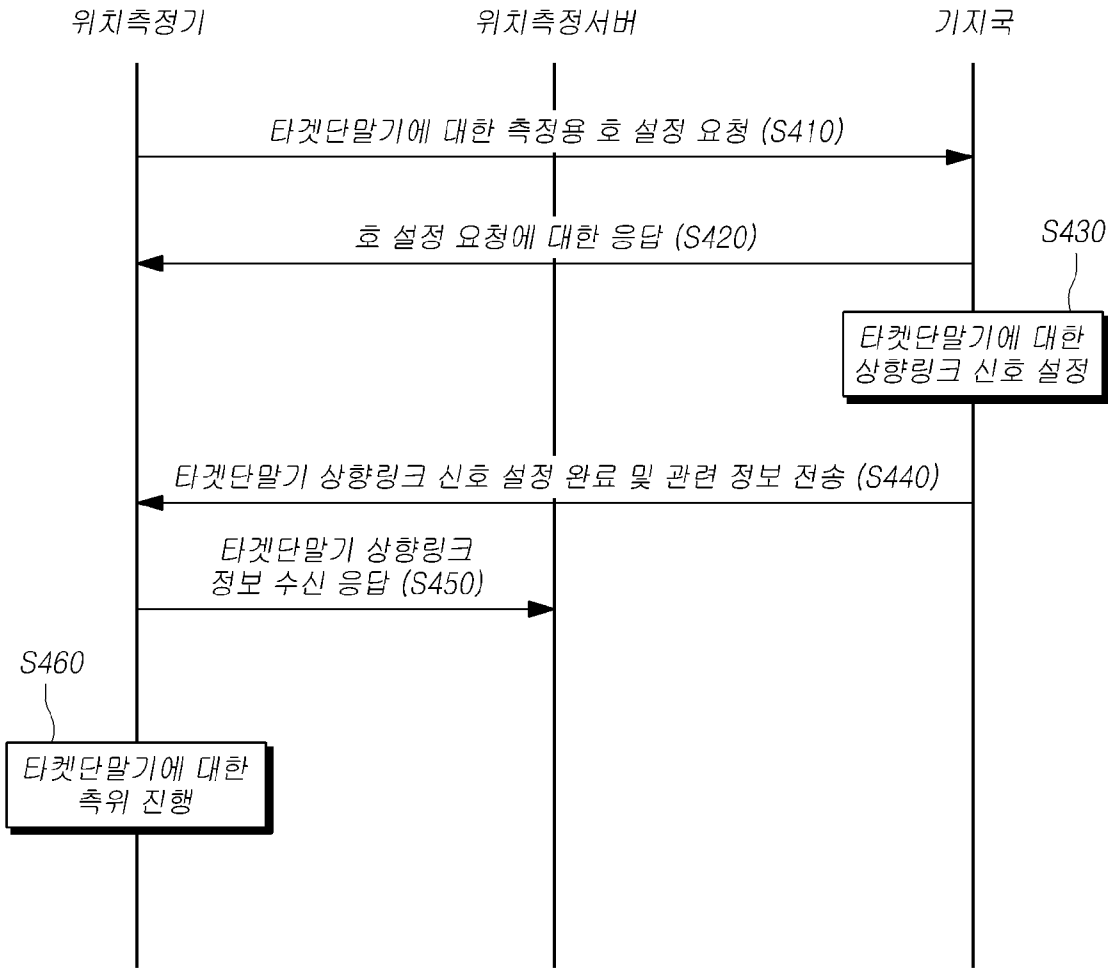 위치측정기
위치측정서버
기지국
타겟단말기에 대한 측정용 호 설정 요청 (S410)
호 설정 요청에 대한 응답 (S420)
S430
타켓단말기에 대한
상향링크 신호 설정
타겟단말기 상향링크 신호 설정 완료 및 관련 정보 전송 (S440)
타겟단말기 상향링크
정보 수신 응답 (S450)
S460
타켓단말기에 대한
측위 진행